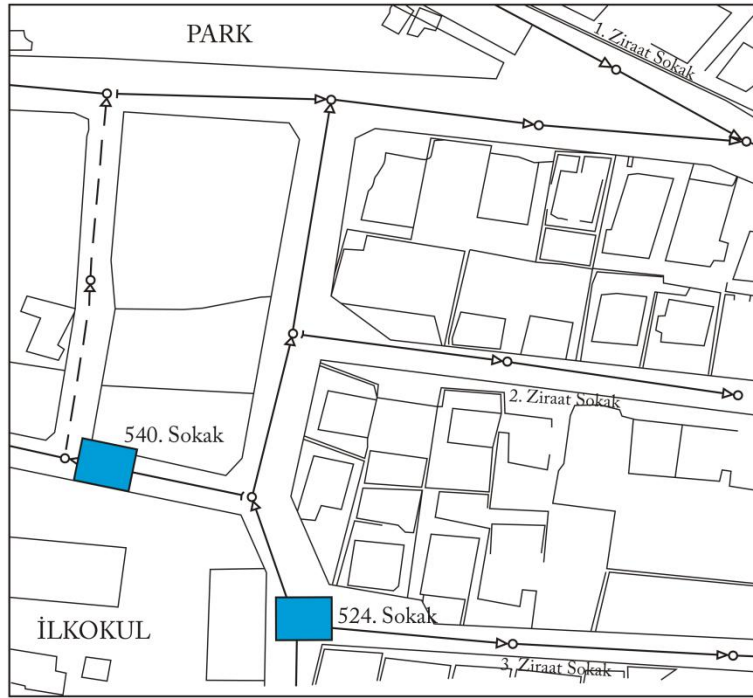 PARK
1. Ziraat Sokak
2. Ziraat Sokak
540. Sokak
524. Sokak
İLKOKUL
3. Ziraat Sokak